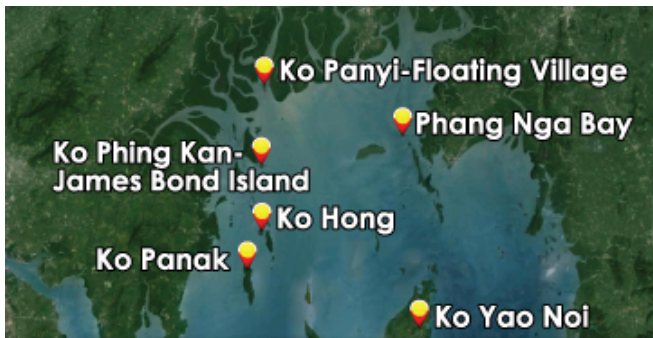 Ko Panyi-Floating Village
Phang Nga Bay
Ko Phing Kan-
James Bond Island
Ko Hong
Ko Panak
Ko Yao Noi